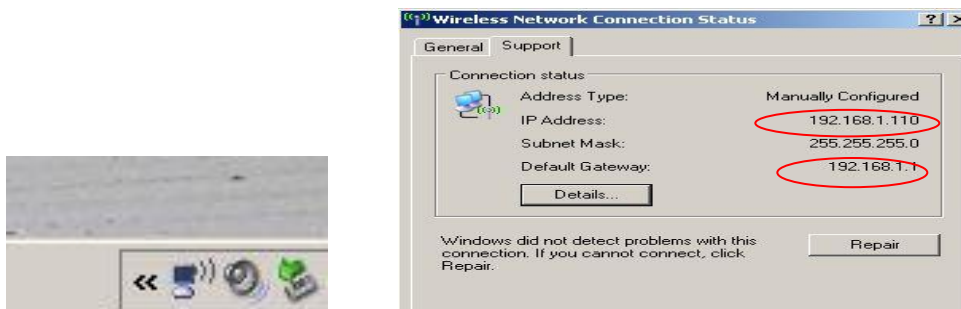 Wireless Network Connection Status
General Support
Connection status
Address Type: Manually Configured
IP Address: 192.168.1.110
Subnet Mask: 255.255.255.0
Default Gateway: 192.168.1.1
Details...
Windows did not detect problems with this
connection. If you cannot connect, click
Repair.
Repair